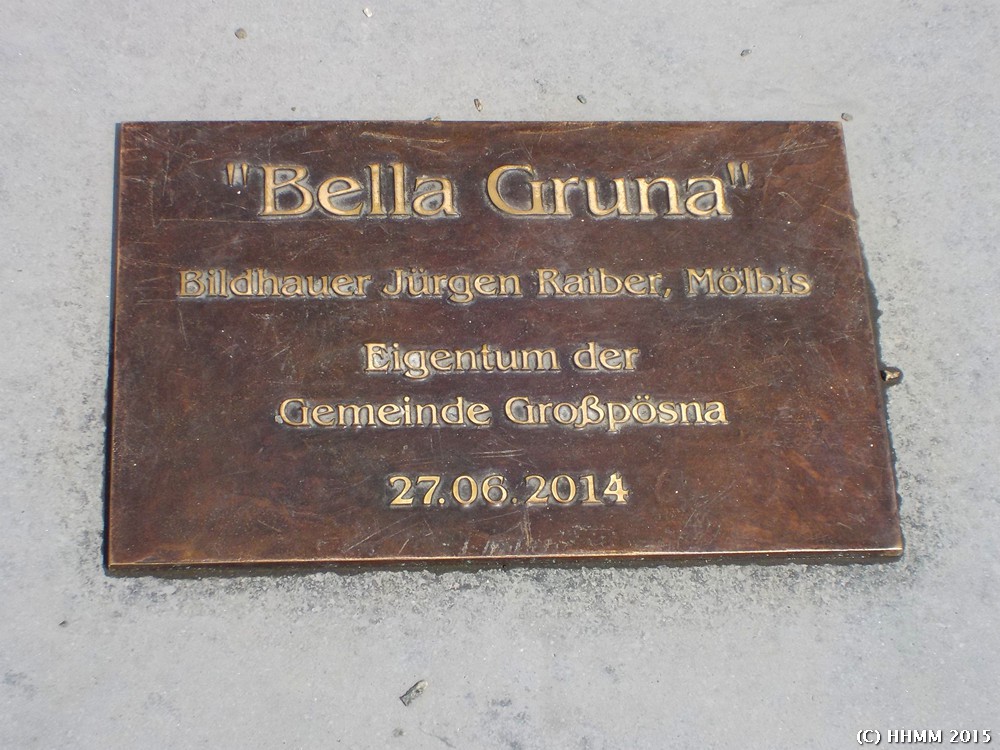 "Bella Gruna"
Bildhauer Jürgen Raiber, Mölbis
Eigentum der
Gemeinde Großpösna
27.06.2014
(C) HHMM 2015